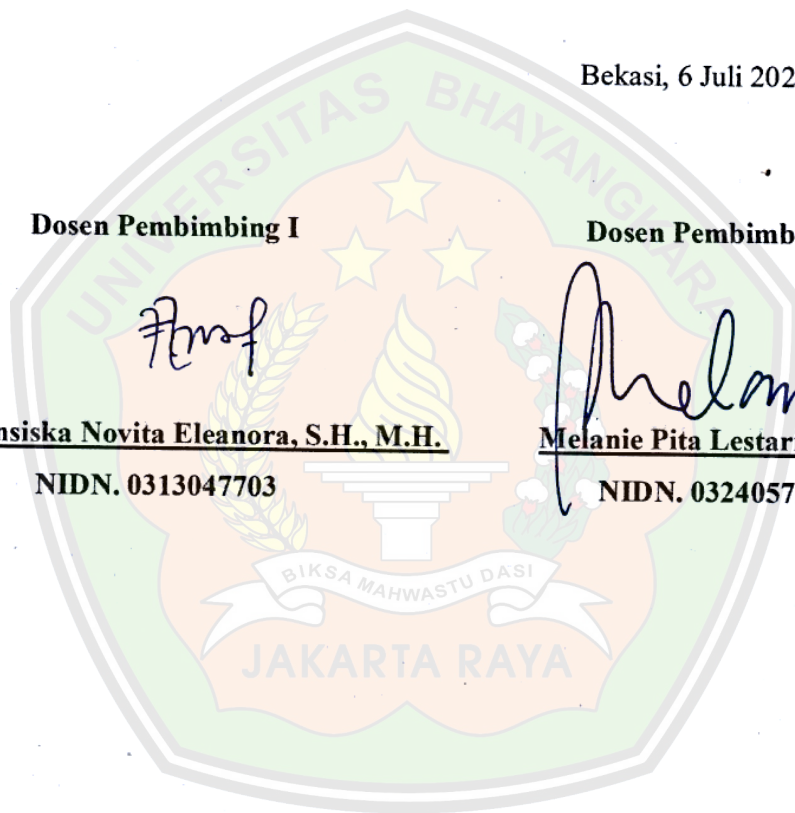 UNIVERSITAS BHAYANGKARA
Bekasi, 6 Juli 202
Dosen Pembimbing I
Dosen Pembimb
nsiska Novita Eleanora, S.H., M.H.
Melanie Pita Lestar
NIDN. 0313047703
NIDN. 0324057
BIKSA MAHWASTU DASI
JAKARTA RAYA